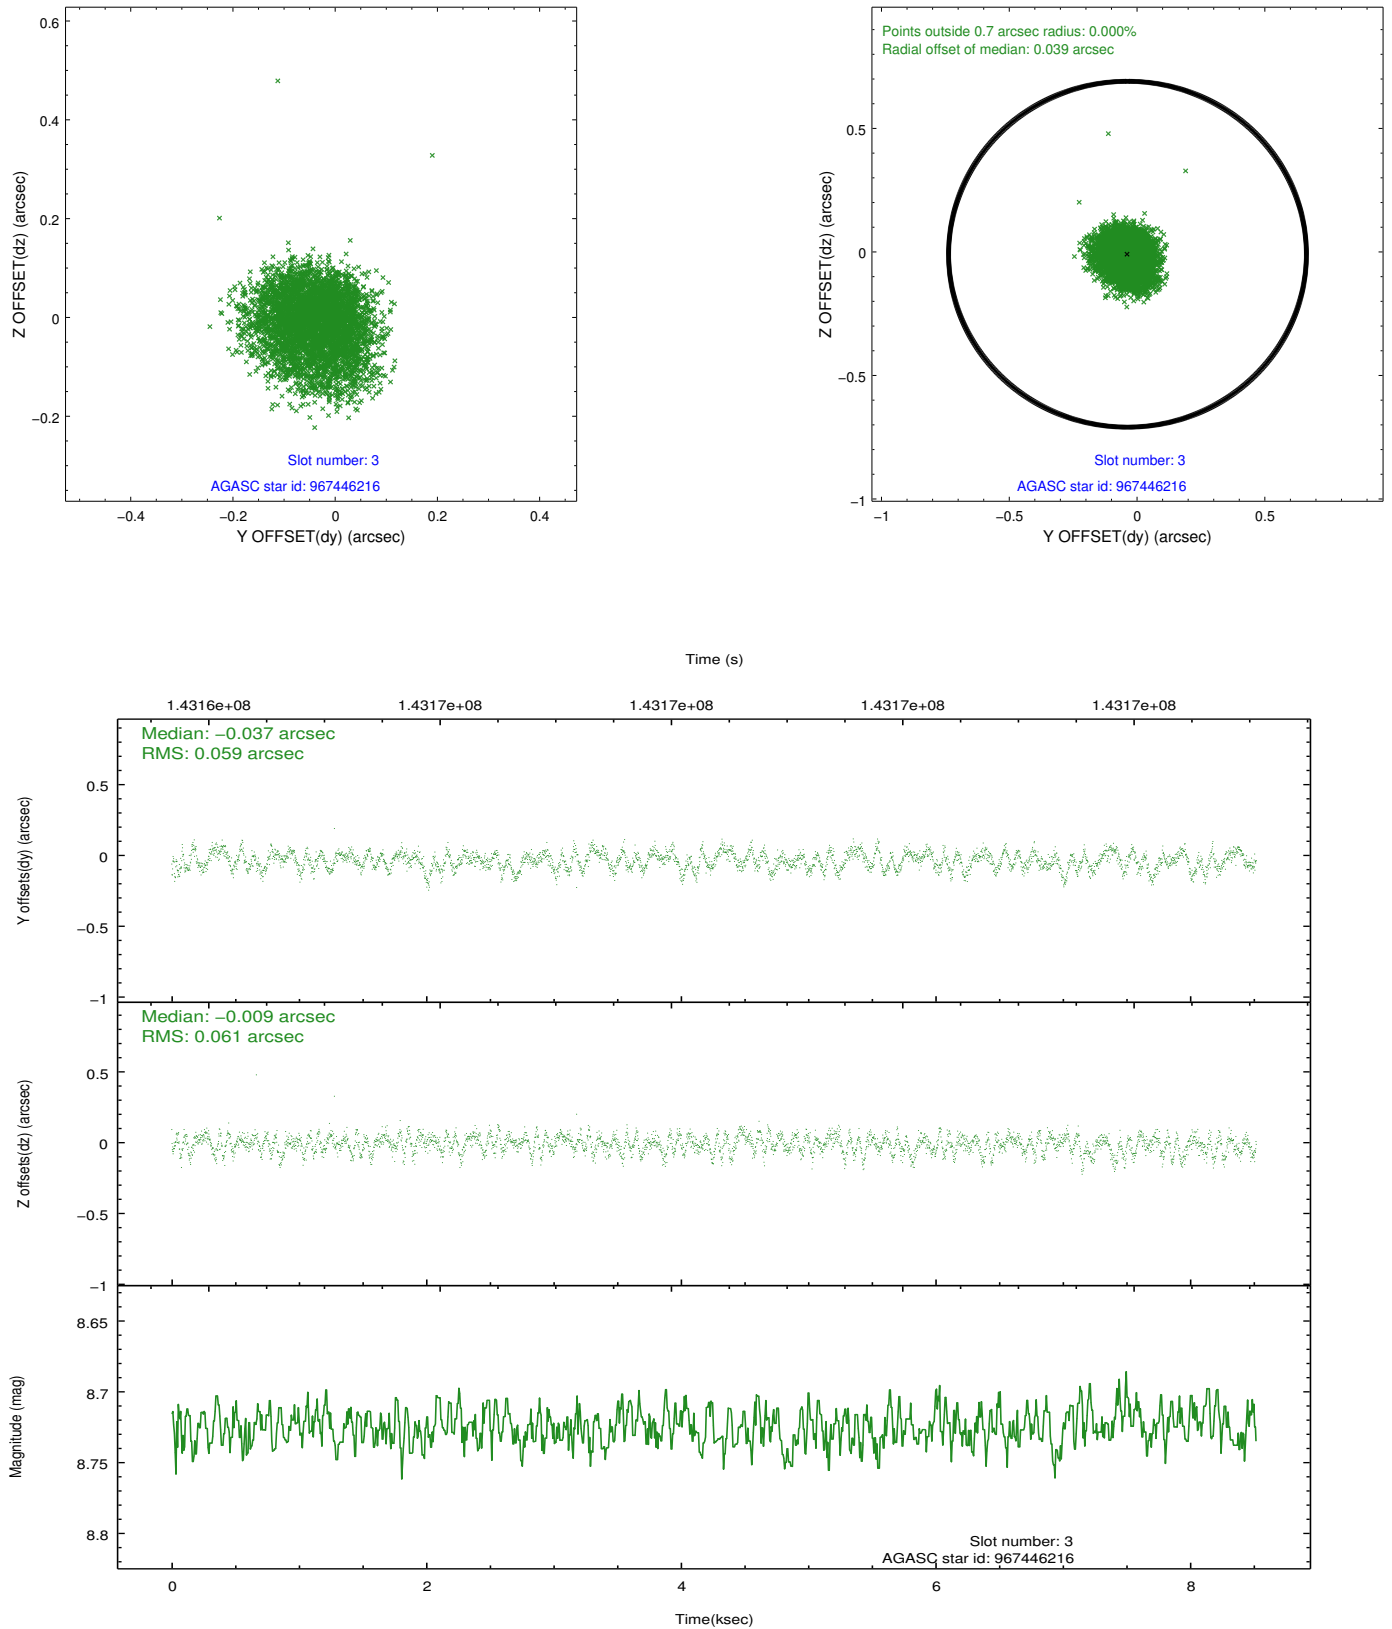 0.6
0.4
0.2
0
−0.2
Z OFFSET(dz) (arcsec)
Slot number: 3
AGASC star id: 967446216
−0.4 −0.2 0 0.2 0.4
Y OFFSET(dy) (arcsec)
Points outside 0.7 arcsec radius: 0.000%
Radial offset of median: 0.039 arcsec
0.5
0
−0.5
−1
Z OFFSET(dz) (arcsec)
Slot number: 3
AGASC star id: 967446216
−1 −0.5 0 0.5
Y OFFSET(dy) (arcsec)
Time (s)
1.4316e+08 1.4317e+08 1.4317e+08 1.4317e+08 1.4317e+08
Median: −0.037 arcsec
RMS: 0.059 arcsec
0.5
0
−0.5
−1
Y offsets(dy) (arcsec)
Median: −0.009 arcsec
RMS: 0.061 arcsec
0.5
0
−0.5
−1
Z offsets(dz) (arcsec)
8.65
8.7
8.75
8.8
Magnitude (mag)
Slot number: 3
AGASC star id: 967446216
0 2 4 6 8
Time(ksec)